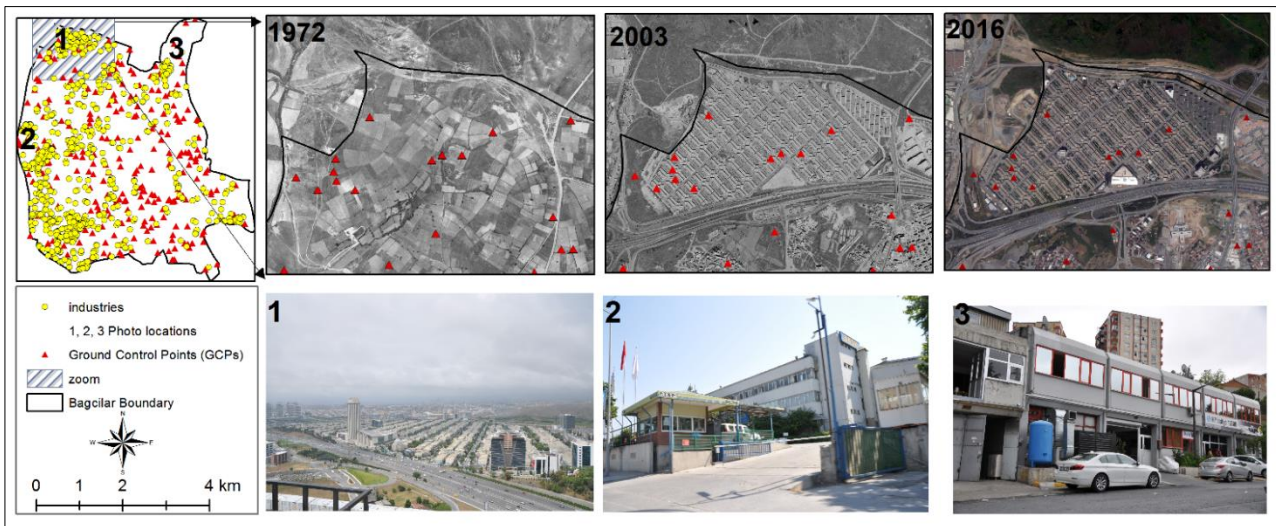 1
3
2
1972
2003
2016
industries
1, 2, 3 Photo locations
Ground Control Points (GCPs)
zoom
Bagcilar Boundary
N
W
E
S
0 1 2 4 km
1
2
3